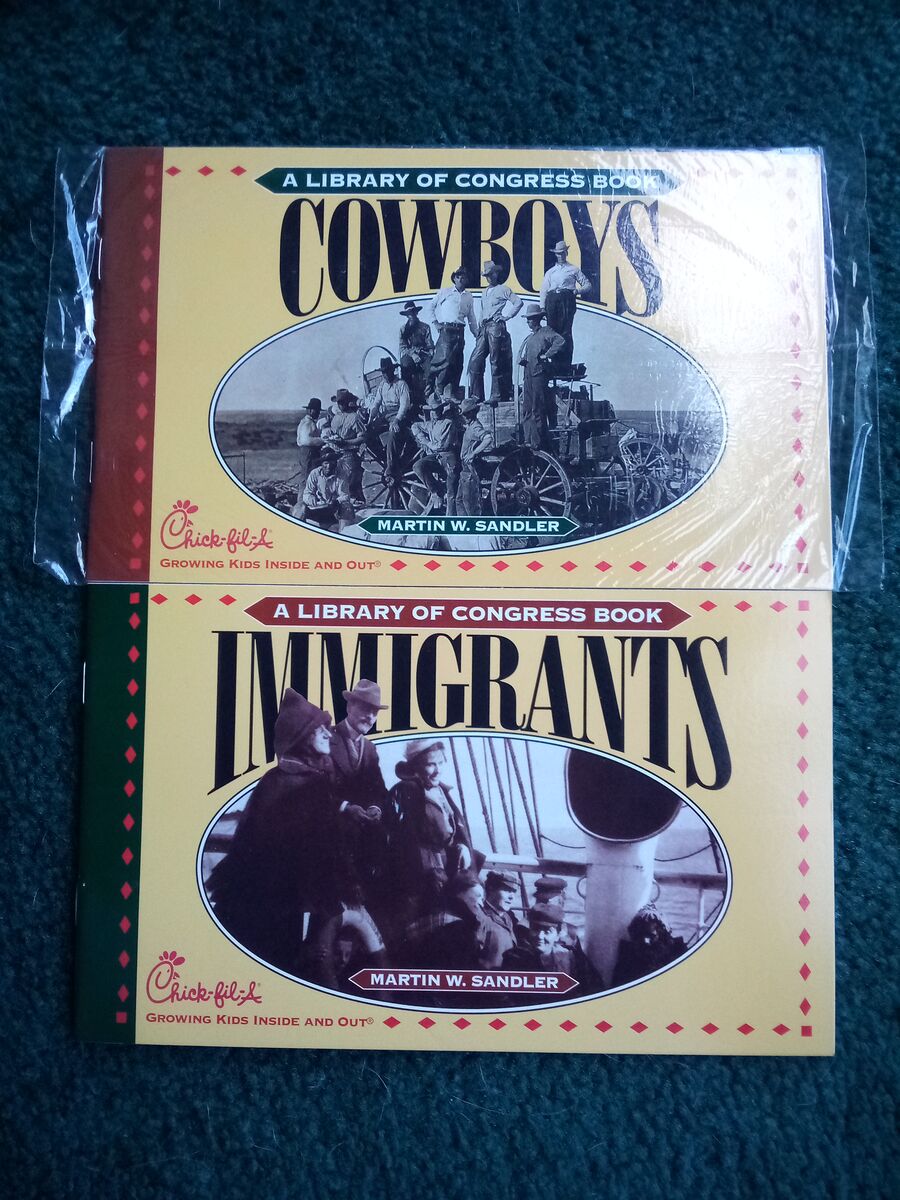 A LIBRARY OF CONGRESS BOOK
COWBOYS
MARTIN W. SANDLER
Chick-fil-A®
GROWING KIDS INSIDE AND OUT®
A LIBRARY OF CONGRESS BOOK
IMMIGRANTS
MARTIN W. SANDLER
Chick-fil-A®
GROWING KIDS INSIDE AND OUT®